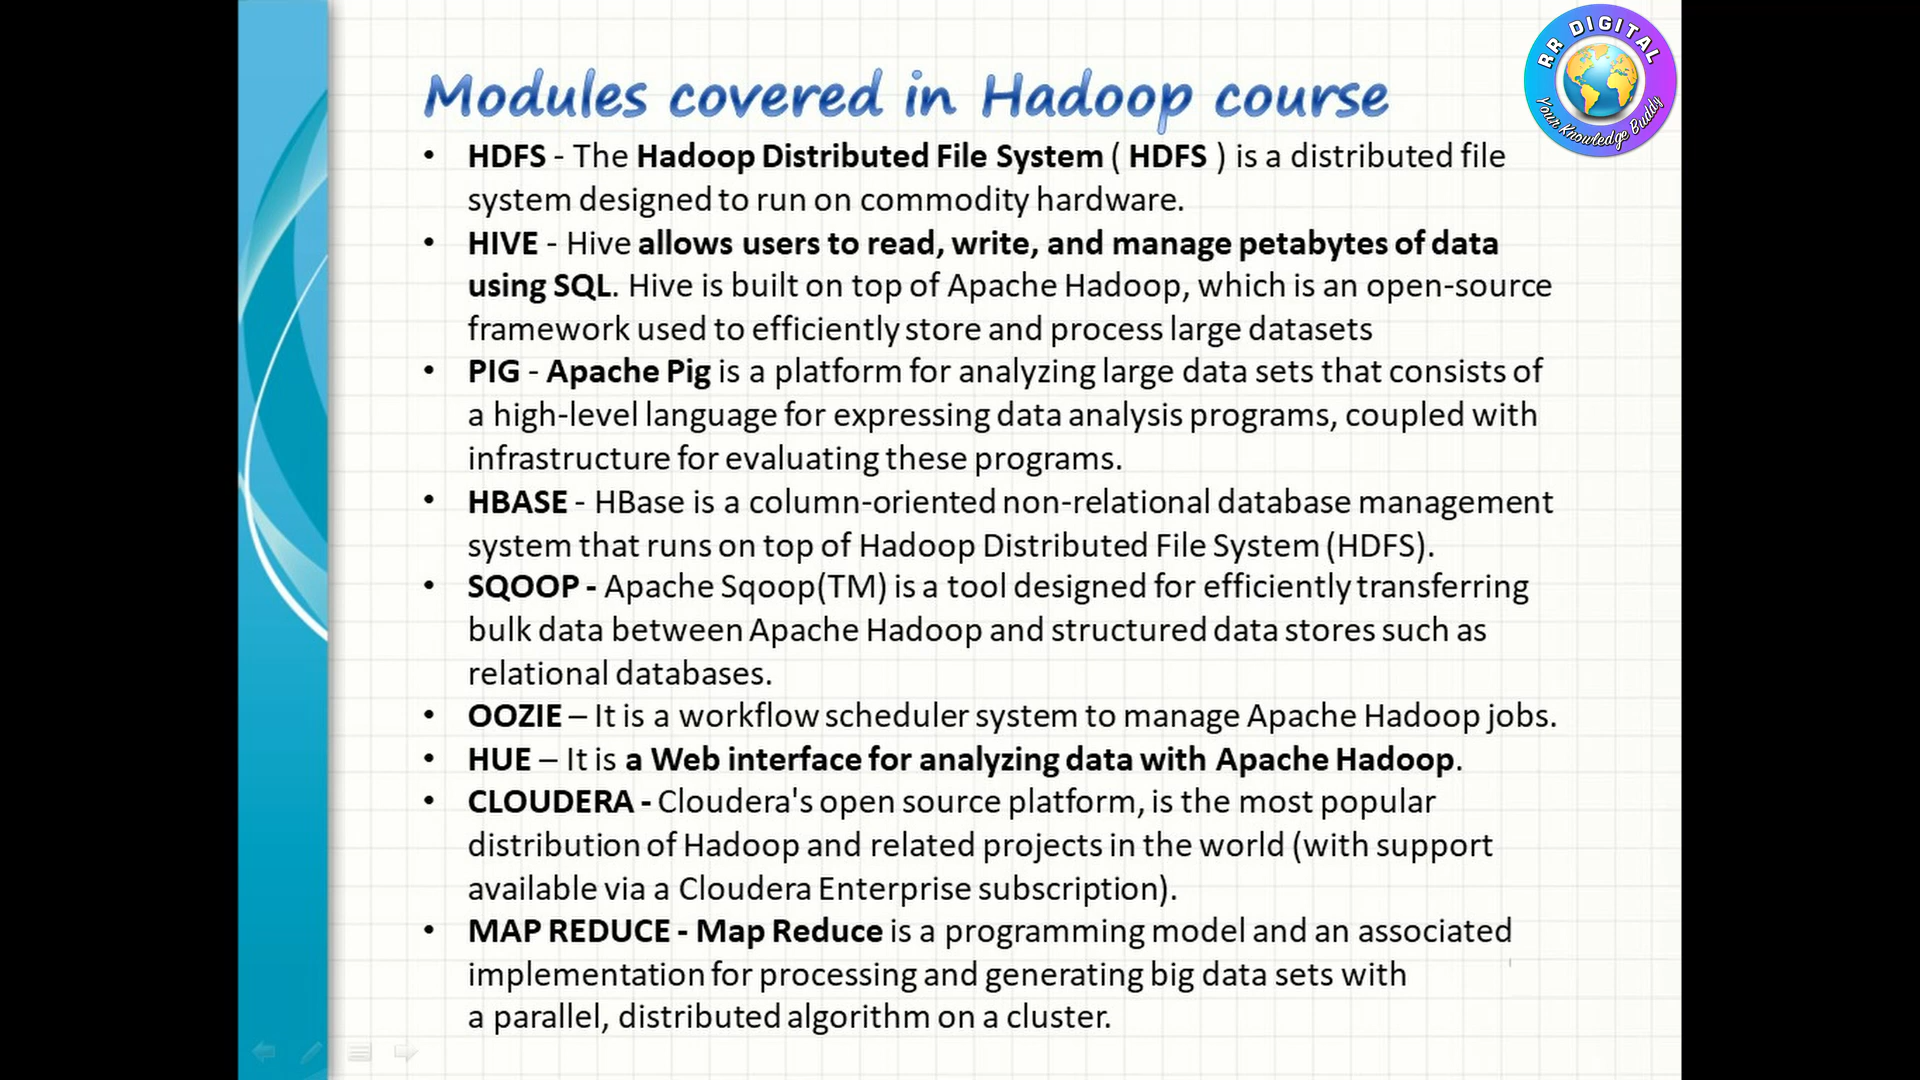 RR DIGITAL
Your Knowledge Buddy
Modules covered in Hadoop course
• HDFS - The Hadoop Distributed File System ( HDFS ) is a distributed file
system designed to run on commodity hardware.
• HIVE - Hive allows users to read, write, and manage petabytes of data
using SQL. Hive is built on top of Apache Hadoop, which is an open-source
framework used to efficiently store and process large datasets
• PIG - Apache Pig is a platform for analyzing large data sets that consists of
a high-level language for expressing data analysis programs, coupled with
infrastructure for evaluating these programs.
• HBASE - HBase is a column-oriented non-relational database management
system that runs on top of Hadoop Distributed File System (HDFS).
• SQOOP - Apache Sqoop(TM) is a tool designed for efficiently transferring
bulk data between Apache Hadoop and structured data stores such as
relational databases.
• OOZIE – It is a workflow scheduler system to manage Apache Hadoop jobs.
• HUE – It is a Web interface for analyzing data with Apache Hadoop.
• CLOUDERA - Cloudera's open source platform, is the most popular
distribution of Hadoop and related projects in the world (with support
available via a Cloudera Enterprise subscription).
• MAP REDUCE - Map Reduce is a programming model and an associated
implementation for processing and generating big data sets with
a parallel, distributed algorithm on a cluster.